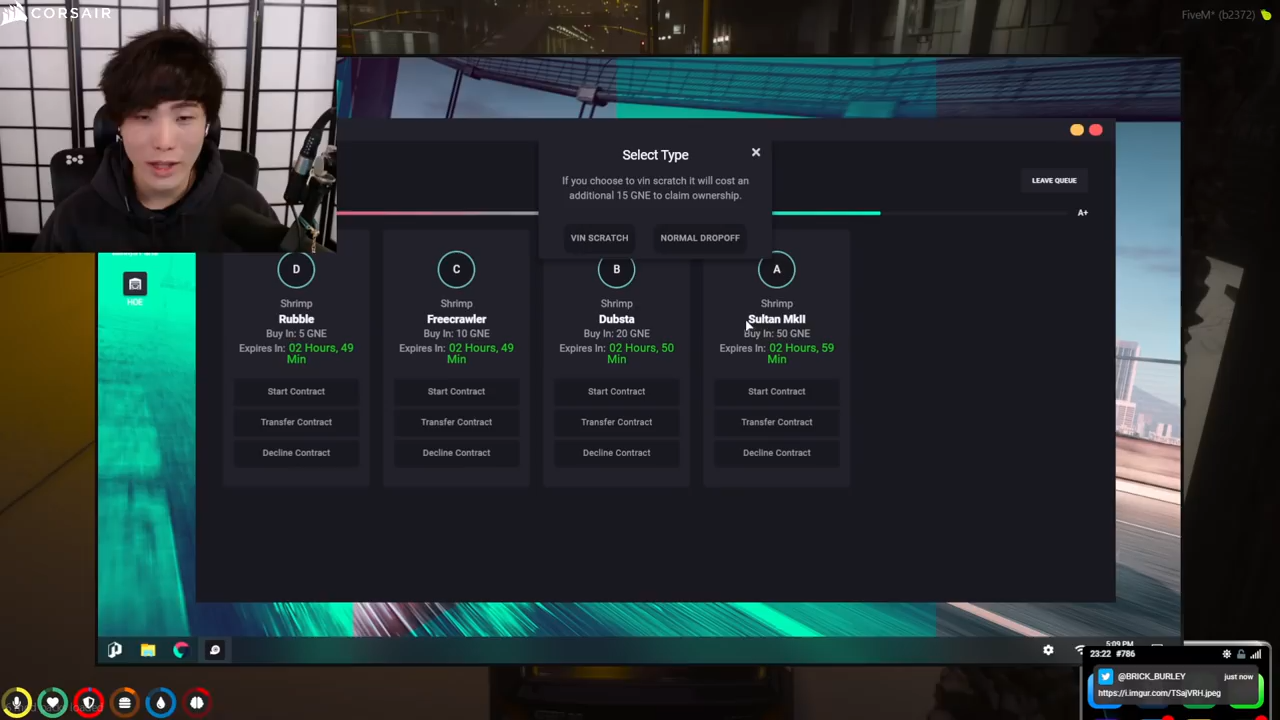 CORSAIR
FiveM* (b2372)
Select Type
If you choose to vin scratch it will cost an
additional 15 GNE to claim ownership.
VIN SCRATCH
NORMAL DROPOFF
LEAVE QUEUE
A+
HOE
D
Shrimp
Rubble
Buy In: 5 GNE
Expires In: 02 Hours, 49
Min
Start Contract
Transfer Contract
Decline Contract
C
Shrimp
Freecrawler
Buy In: 10 GNE
Expires In: 02 Hours, 49
Min
Start Contract
Transfer Contract
Decline Contract
B
Shrimp
Dubsta
Buy In: 20 GNE
Expires In: 02 Hours, 50
Min
Start Contract
Transfer Contract
Decline Contract
A
Shrimp
Sultan MkII
Buy In: 50 GNE
Expires In: 02 Hours, 59
Min
Start Contract
Transfer Contract
Decline Contract
5:09 PM
23:22 #786
@BRICK_BURLEY
just now
https://i.imgur.com/TSajVRH.jpeg